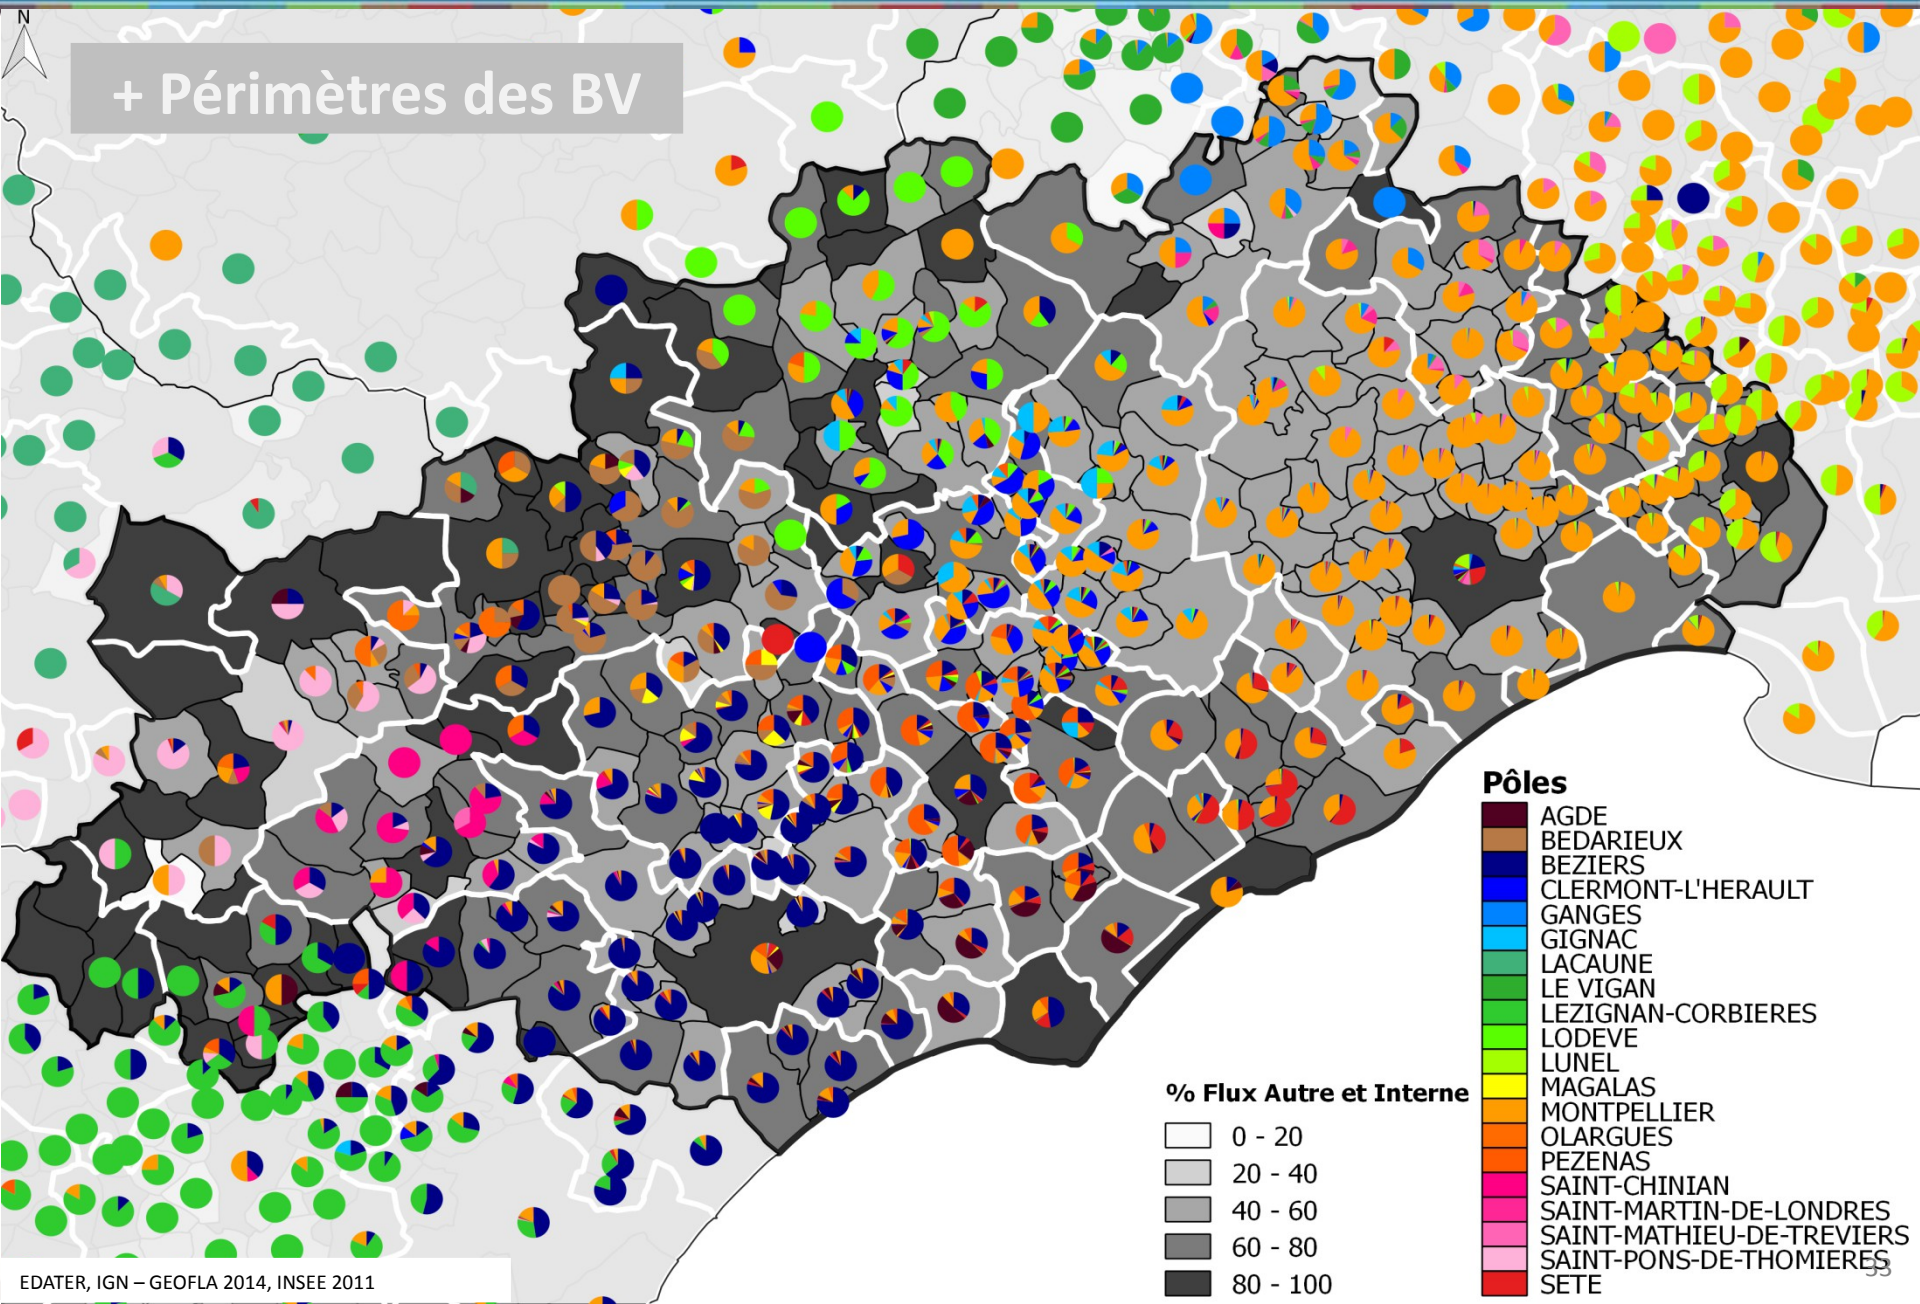 N
+ Périmètres des BV
Pôles
AGDE
BEDARIEUX
BEZIERS
CLERMONT-L'HERAULT
GANGES
GIGNAC
LACAUNE
LE VIGAN
LEZIGNAN-CORBIERES
LODEVE
LUNEL
MAGALAS
MONTPELLIER
OLARGUES
PEZENAS
SAINT-CHINIAN
SAINT-MARTIN-DE-LONDRES
SAINT-MATHIEU-DE-TREVIERS
SAINT-PONS-DE-THOMIERES
SETE
% Flux Autre et Interne
0 - 20
20 - 40
40 - 60
60 - 80
80 - 100
EDATER, IGN – GEOFLA 2014, INSEE 2011
33